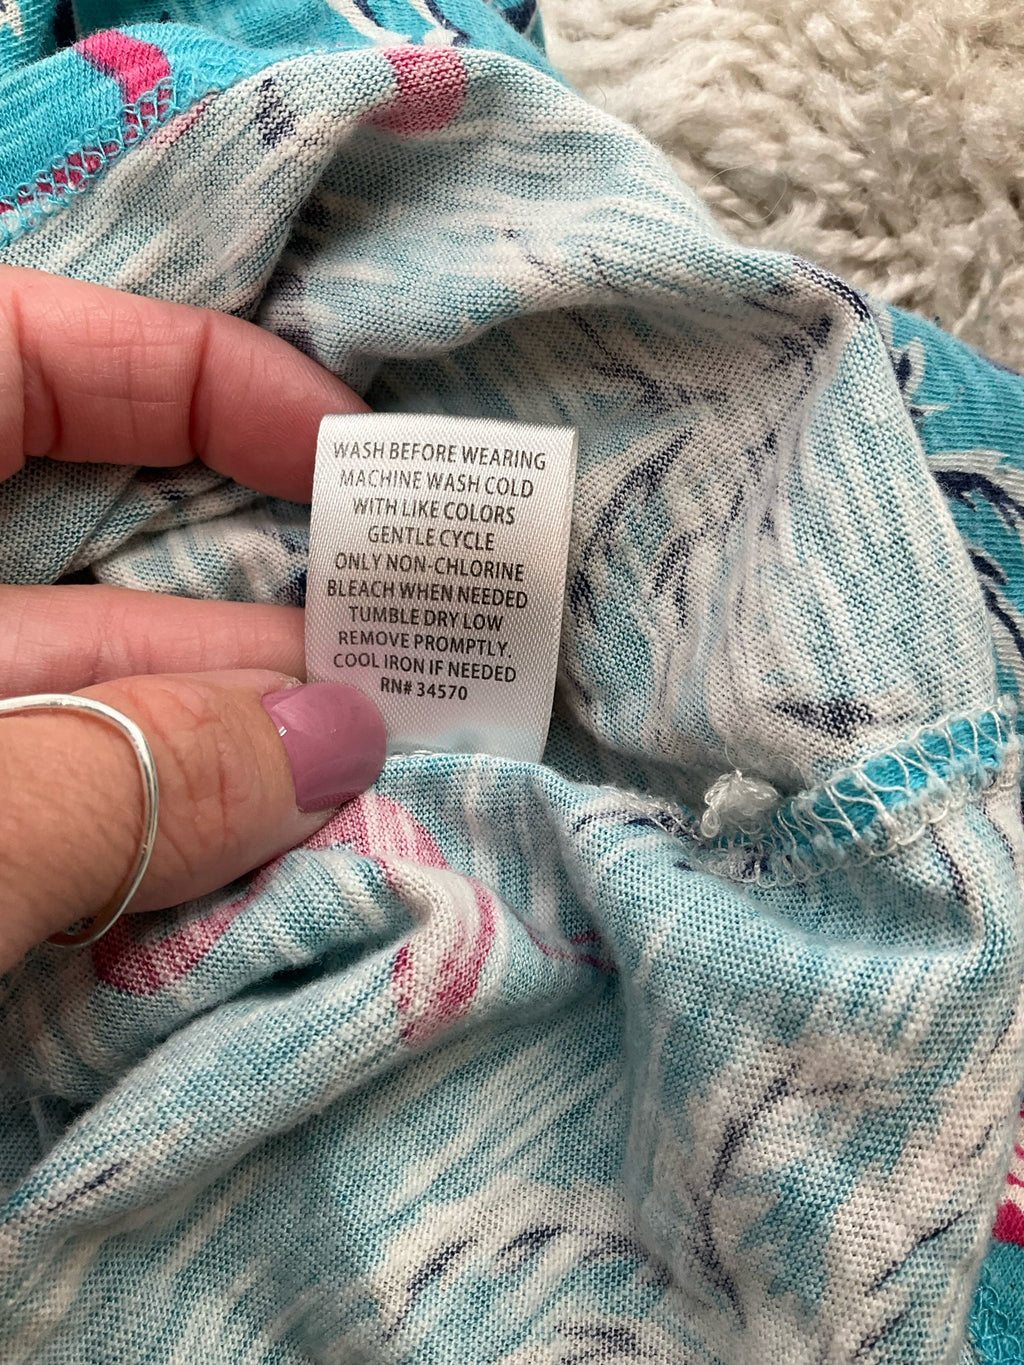 WASH BEFORE WEARING
MACHINE WASH COLD
WITH LIKE COLORS
GENTLE CYCLE
ONLY NON-CHLORINE
BLEACH WHEN NEEDED
TUMBLE DRY LOW
REMOVE PROMPTLY.
COOL IRON IF NEEDED
RN# 34570